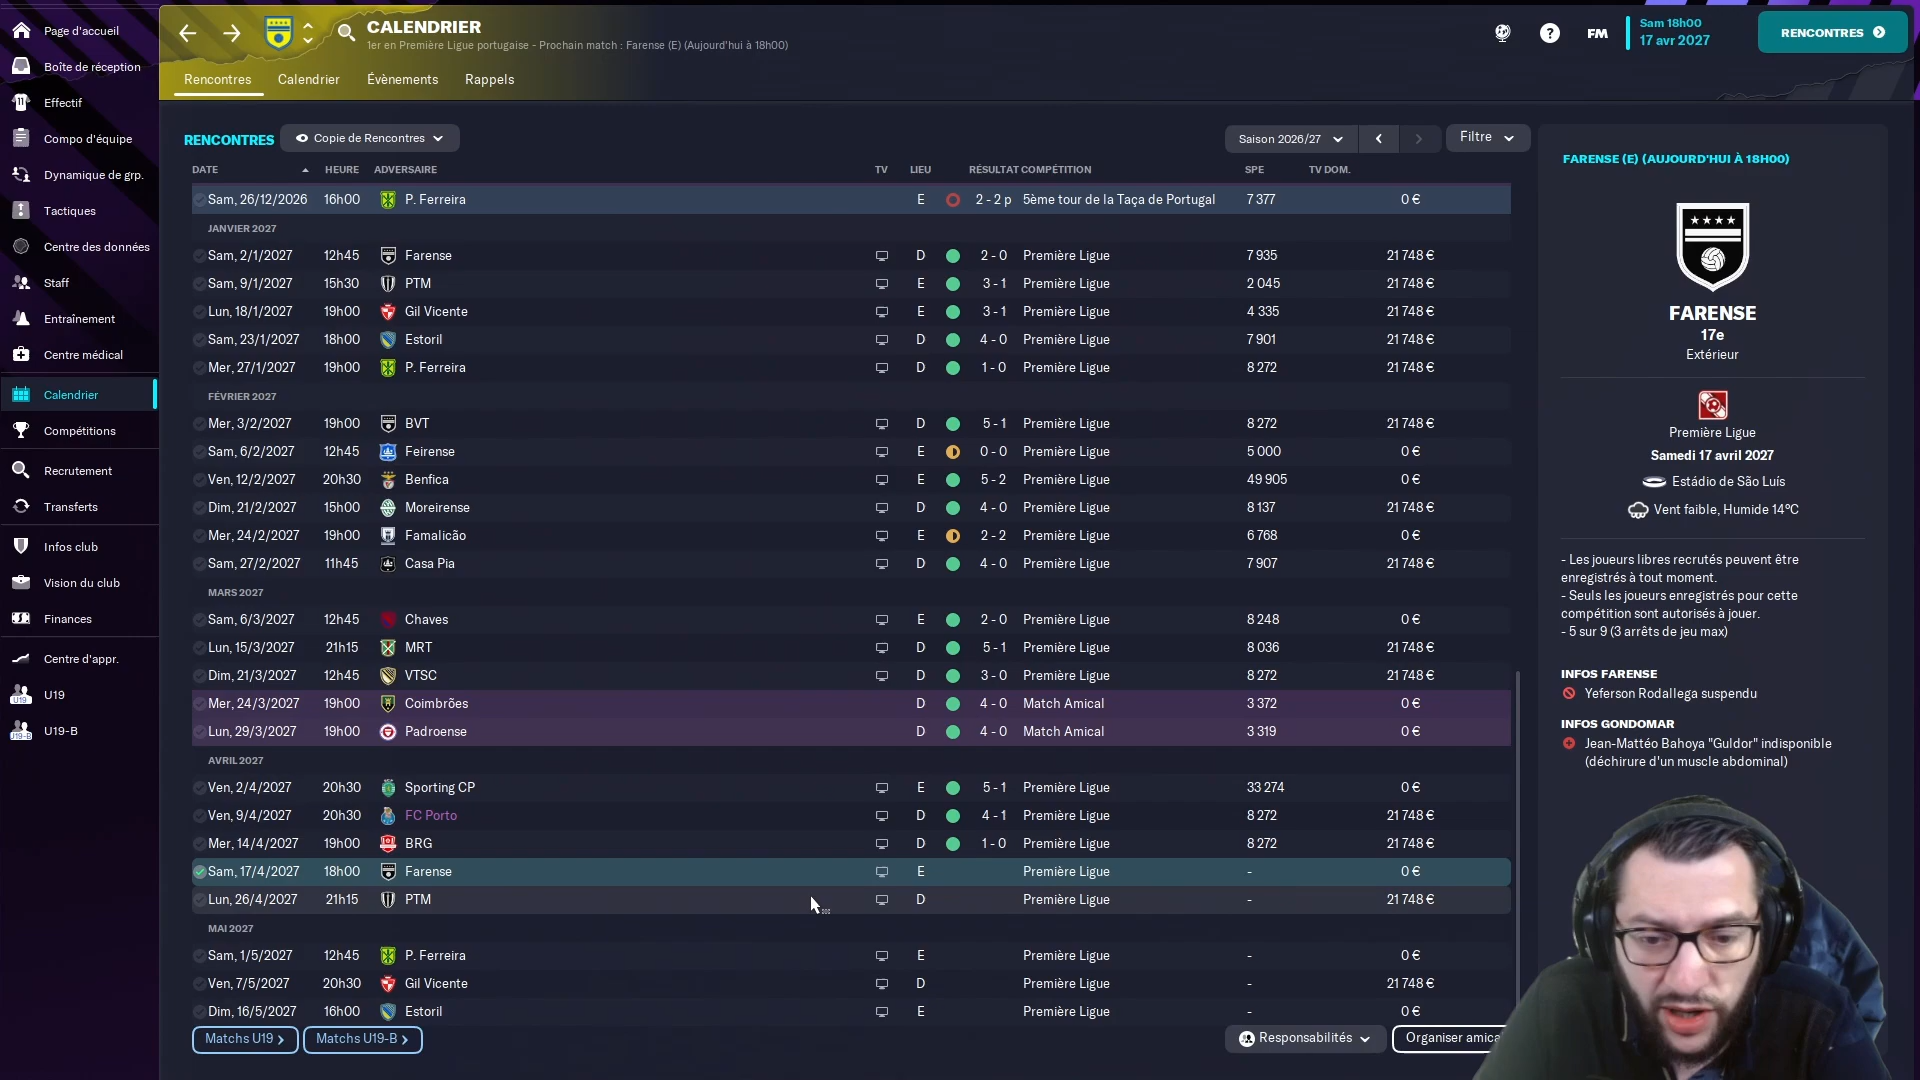 Page d'accueil
Boîte de réception
Effectif
Compo d'équipe
Dynamique de grp.
Tactiques
Centre des données
Staff
Entraînement
Centre médical
Calendrier
Compétitions
Recrutement
Transferts
Infos club
Vision du club
Finances
Centre d'appr.
U19
U19-B
CALENDRIER
1er en Première Ligue portugaise - Prochain match : Farense (E) (Aujourd'hui à 18h00)
FM
Sam 18h00
17 avr 2027
RENCONTRES
Rencontres Calendrier Évènements Rappels
RENCONTRES Copie de Rencontres Saison 2026/27 Filtre
DATE HEURE ADVERSAIRE TV LIEU RÉSULTAT COMPÉTITION SPE TV DOM.
Sam, 26/12/2026 16h00 P. Ferreira E 2 - 2 p 5ème tour de la Taça de Portugal 7 377 0 €
JANVIER 2027
Sam, 2/1/2027 12h45 Farense D 2 - 0 Première Ligue 7 935 21 748 €
Sam, 9/1/2027 15h30 PTM E 3 - 1 Première Ligue 2 045 21 748 €
Lun, 18/1/2027 19h00 Gil Vicente E 3 - 1 Première Ligue 4 335 21 748 €
Sam, 23/1/2027 18h00 Estoril D 4 - 0 Première Ligue 7 901 21 748 €
Mer, 27/1/2027 19h00 P. Ferreira D 1 - 0 Première Ligue 8 272 21 748 €
FÉVRIER 2027
Mer, 3/2/2027 19h00 BVT D 5 - 1 Première Ligue 8 272 21 748 €
Sam, 6/2/2027 12h45 Feirense E 0 - 0 Première Ligue 5 000 0 €
Ven, 12/2/2027 20h30 Benfica E 5 - 2 Première Ligue 49 905 0 €
Dim, 21/2/2027 15h00 Moreirense D 4 - 0 Première Ligue 8 137 21 748 €
Mer, 24/2/2027 19h00 Famalicão E 2 - 2 Première Ligue 6 768 0 €
Sam, 27/2/2027 11h45 Casa Pia D 4 - 0 Première Ligue 7 907 21 748 €
MARS 2027
Sam, 6/3/2027 12h45 Chaves E 2 - 0 Première Ligue 8 248 0 €
Lun, 15/3/2027 21h15 MRT D 5 - 1 Première Ligue 8 036 21 748 €
Dim, 21/3/2027 12h45 VTSC D 3 - 0 Première Ligue 8 272 21 748 €
Mer, 24/3/2027 19h00 Coimbrões D 4 - 0 Match Amical 3 372 0 €
Lun, 29/3/2027 19h00 Padroense D 4 - 0 Match Amical 3 319 0 €
AVRIL 2027
Ven, 2/4/2027 20h30 Sporting CP E 5 - 1 Première Ligue 33 274 0 €
Ven, 9/4/2027 20h30 FC Porto D 4 - 1 Première Ligue 8 272 21 748 €
Mer, 14/4/2027 19h00 BRG D 1 - 0 Première Ligue 8 272 21 748 €
Sam, 17/4/2027 18h00 Farense E Première Ligue - 0 €
Lun, 26/4/2027 21h15 PTM D Première Ligue - 21 748 €
MAI 2027
Sam, 1/5/2027 12h45 P. Ferreira E Première Ligue - 0 €
Ven, 7/5/2027 20h30 Gil Vicente D Première Ligue - 21 748 €
Dim, 16/5/2027 16h00 Estoril E Première Ligue - 0 €
Matchs U19 Matchs U19-B Responsabilités Organiser amica
FARENSE (E) (AUJOURD'HUI À 18H00)
FARENSE
17e
Extérieur
Première Ligue
Samedi 17 avril 2027
Estádio de São Luís
Vent faible, Humide 14°C
- Les joueurs libres recrutés peuvent être
enregistrés à tout moment.
- Seuls les joueurs enregistrés pour cette
compétition sont autorisés à jouer.
- 5 sur 9 (3 arrêts de jeu max)
INFOS FARENSE
Yeferson Rodallega suspendu
INFOS GONDOMAR
Jean-Mattéo Bahoya "Guldor" indisponible
(déchirure d'un muscle abdominal)